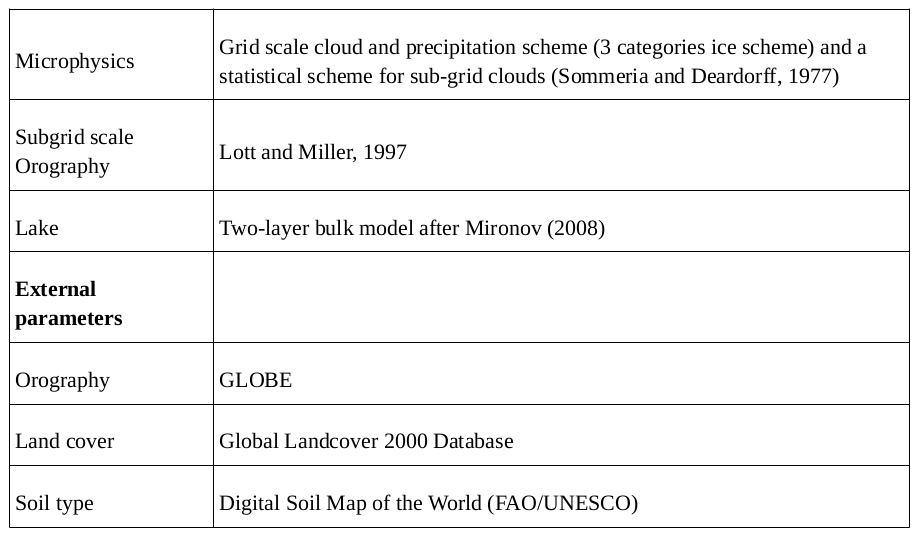 Microphysics
Grid scale cloud and precipitation scheme (3 categories ice scheme) and a
statistical scheme for sub-grid clouds (Sommeria and Deardorff, 1977)
Subgrid scale
Orography
Lott and Miller, 1997
Lake
Two-layer bulk model after Mironov (2008)
External
parameters
Orography
GLOBE
Land cover
Global Landcover 2000 Database
Soil type
Digital Soil Map of the World (FAO/UNESCO)